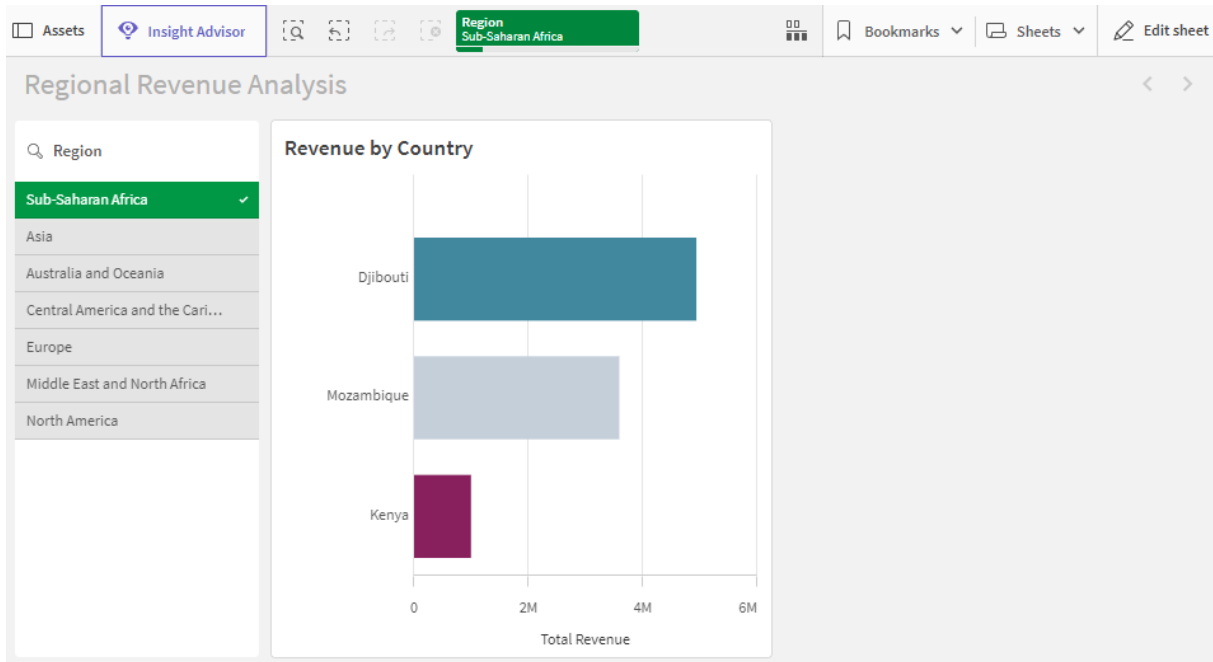 Assets
Insight Advisor
Region
Sub-Saharan Africa
Bookmarks
Sheets
Edit sheet
Regional Revenue Analysis
Region
Sub-Saharan Africa
Asia
Australia and Oceania
Central America and the Cari...
Europe
Middle East and North Africa
North America
Revenue by Country
Djibouti
Mozambique
Kenya
0 2M 4M 6M
Total Revenue